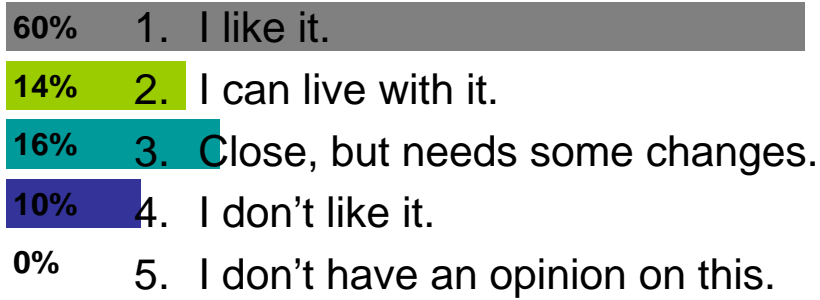 60% 1. I like it.
14% 2. I can live with it.
16% 3. Close, but needs some changes.
10% 4. I don’t like it.
0% 5. I don’t have an opinion on this.